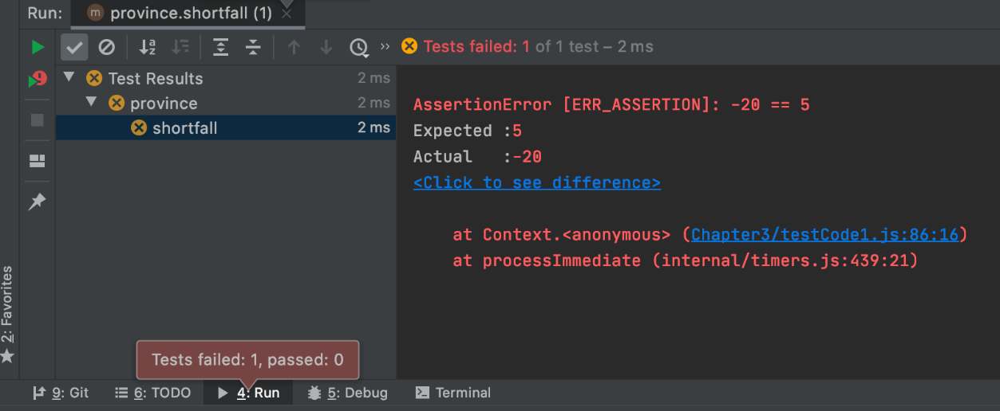 Run: province.shortfall (1)
Tests failed: 1 of 1 test – 2 ms
Test Results 2 ms
province 2 ms
shortfall 2 ms
AssertionError [ERR_ASSERTION]: -20 == 5
Expected :5
Actual   :-20
<Click to see difference>
at Context.<anonymous> (Chapter3/testCode1.js:86:16)
at processImmediate (internal/timers.js:439:21)
2: Favorites
Tests failed: 1, passed: 0
9: Git 6: TODO 4: Run 5: Debug Terminal